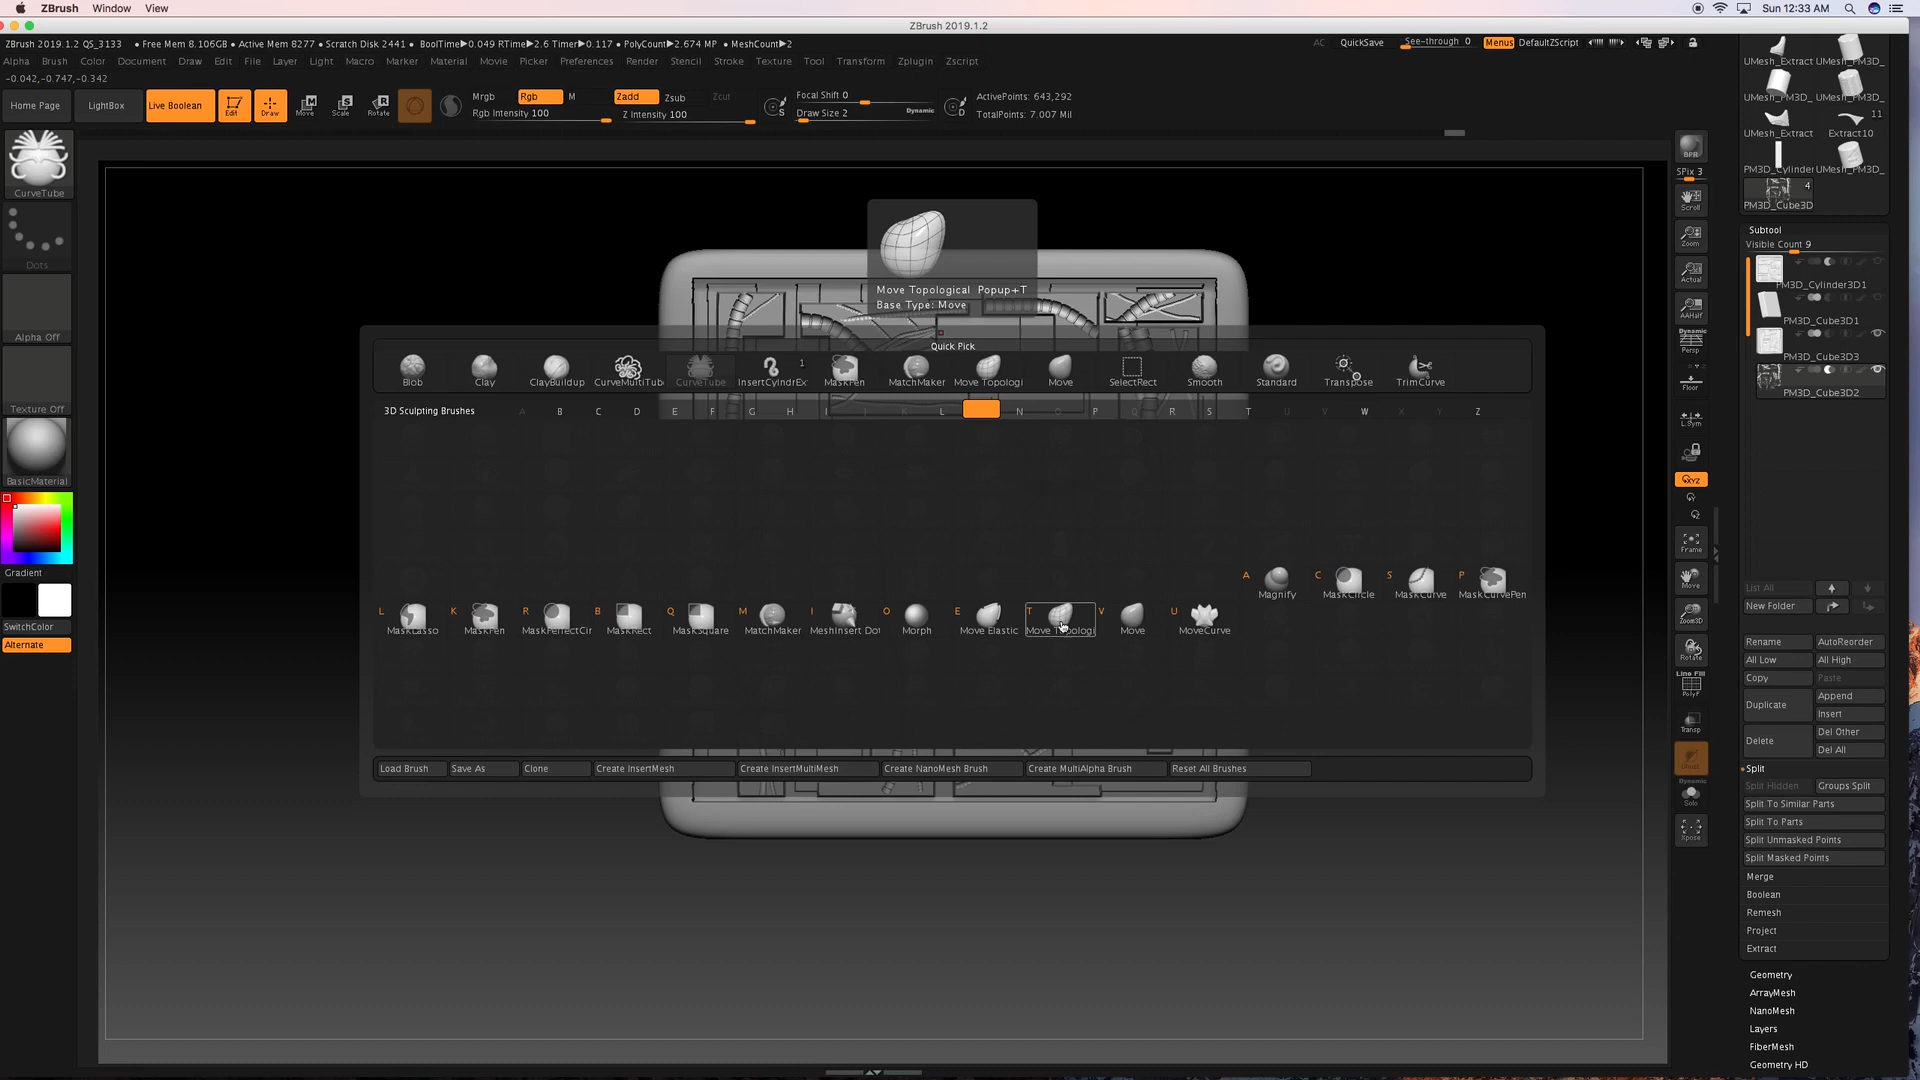 ZBrush Window View
Sun 12:33 AM
ZBrush 2019.1.2
ZBrush 2019.1.2 QS_3133 • Free Mem 8.106GB • Active Mem 8277 • Scratch Disk 2441 • BoolTime▶0.049 RTime▶2.6 Timer▶0.117 • PolyCount▶2.674 MP • MeshCount▶2
AC QuickSave See-through 0 Menus DefaultZScript
Alpha Brush Color Document Draw Edit File Layer Light Macro Marker Material Movie Picker Preferences Render Stencil Stroke Texture Tool Transform Zplugin Zscript
-0.042,-0.747,-0.342
Home Page LightBox Live Boolean Edit Draw Move Scale Rotate
Mrgb Rgb M Zadd Zsub Zcut
Rgb Intensity 100 Z Intensity 100
Focal Shift 0
Draw Size 2 Dynamic
ActivePoints: 643,292
TotalPoints: 7.007 Mil
CurveTube
Dots
Alpha Off
Texture Off
BasicMaterial
Gradient
SwitchColor
Alternate
Move Topological Popup+T
Base Type: Move
Quick Pick
Blob Clay ClayBuildup CurveMultiTub CurveTube InsertCylndrEx 1 MaskPen MatchMaker Move Topologi Move SelectRect Smooth Standard Transpose TrimCurve
3D Sculpting Brushes A B C D E F G H I J K L N O P Q R S T U V W X Y Z
A Magnify C MaskCircle S MaskCurve P MaskCurvePen
L MaskLasso K MaskPen R MaskPerfectCir B MaskRect Q MaskSquare M MatchMaker I MeshInsert Dot O Morph E Move Elastic T Move Topologi V Move U MoveCurve
Load Brush Save As Clone Create InsertMesh Create InsertMultiMesh Create NanoMesh Brush Create MultiAlpha Brush Reset All Brushes
BPR
SPix 3
Scroll
Zoom
Actual
AAHalf
Dynamic
Persp
Floor
L.Sym
XYZ
Frame
Move
Zoom3D
Rotate
Line Fill
PolyF
Transp
Ghost
Dynamic
Solo
Xpose
UMesh_Extract UMesh_PM3D_
UMesh_PM3D_ UMesh_PM3D_
11
UMesh_Extract Extract10
PM3D_Cylinder UMesh_PM3D_
4
PM3D_Cube3D
Subtool
Visible Count 9
PM3D_Cylinder3D1
PM3D_Cube3D1
PM3D_Cube3D3
PM3D_Cube3D2
List All
New Folder
Rename AutoReorder
All Low All High
Copy Paste
Duplicate Append
Insert
Delete Del Other
Del All
Split
Split Hidden Groups Split
Split To Similar Parts
Split To Parts
Split Unmasked Points
Split Masked Points
Merge
Boolean
Remesh
Project
Extract
Geometry
ArrayMesh
NanoMesh
Layers
FiberMesh
Geometry HD